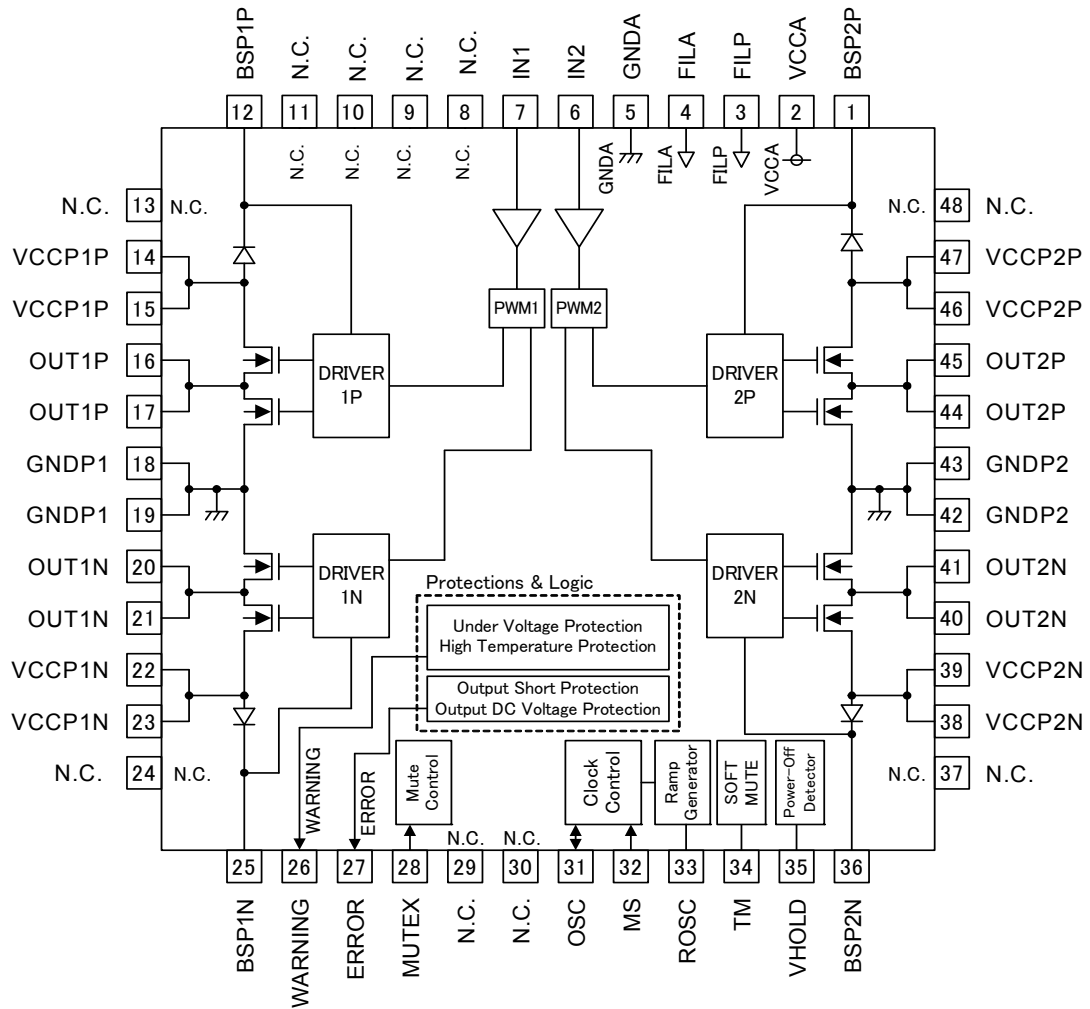 BSP1P
N.C.
N.C.
N.C.
N.C.
IN1
IN2
GNDA
FILA
FILP
VCCA
BSP2P
12
11
10
9
8
7
6
5
4
3
2
1
N.C.
N.C.
N.C.
N.C.
GNDA
FILA
FILP
VCCA
N.C. 13 N.C.
VCCP1P 14
VCCP1P 15
OUT1P 16
OUT1P 17
GNDP1 18
GNDP1 19
OUT1N 20
OUT1N 21
VCCP1N 22
VCCP1N 23
N.C. 24 N.C.
N.C. 48 N.C.
47 VCCP2P
46 VCCP2P
45 OUT2P
44 OUT2P
43 GNDP2
42 GNDP2
41 OUT2N
40 OUT2N
39 VCCP2N
38 VCCP2N
N.C. 37 N.C.
PWM1
PWM2
DRIVER
1P
DRIVER
2P
DRIVER
1N
DRIVER
2N
Protections & Logic
Under Voltage Protection
High Temperature Protection
Output Short Protection
Output DC Voltage Protection
WARNING
ERROR
Mute
Control
N.C.
N.C.
Clock
Control
Ramp
Generator
SOFT
MUTE
Power-Off
Detector
25
26
27
28
29
30
31
32
33
34
35
36
BSP1N
WARNING
ERROR
MUTEX
N.C.
N.C.
OSC
MS
ROSC
TM
VHOLD
BSP2N